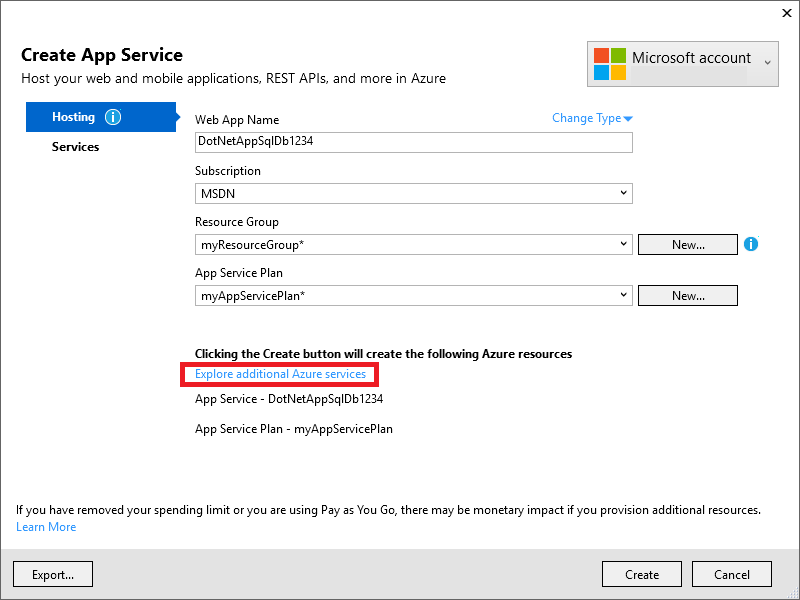 Create App Service
Host your web and mobile applications, REST APIs, and more in Azure
Microsoft account
Hosting
Services
Web App Name
Change Type
DotNetAppSqlDb1234
Subscription
MSDN
Resource Group
myResourceGroup*
New...
App Service Plan
myAppServicePlan*
New...
Clicking the Create button will create the following Azure resources
Explore additional Azure services
App Service - DotNetAppSqlDb1234
App Service Plan - myAppServicePlan
If you have removed your spending limit or you are using Pay as You Go, there may be monetary impact if you provision additional resources.
Learn More
Export...
Create
Cancel